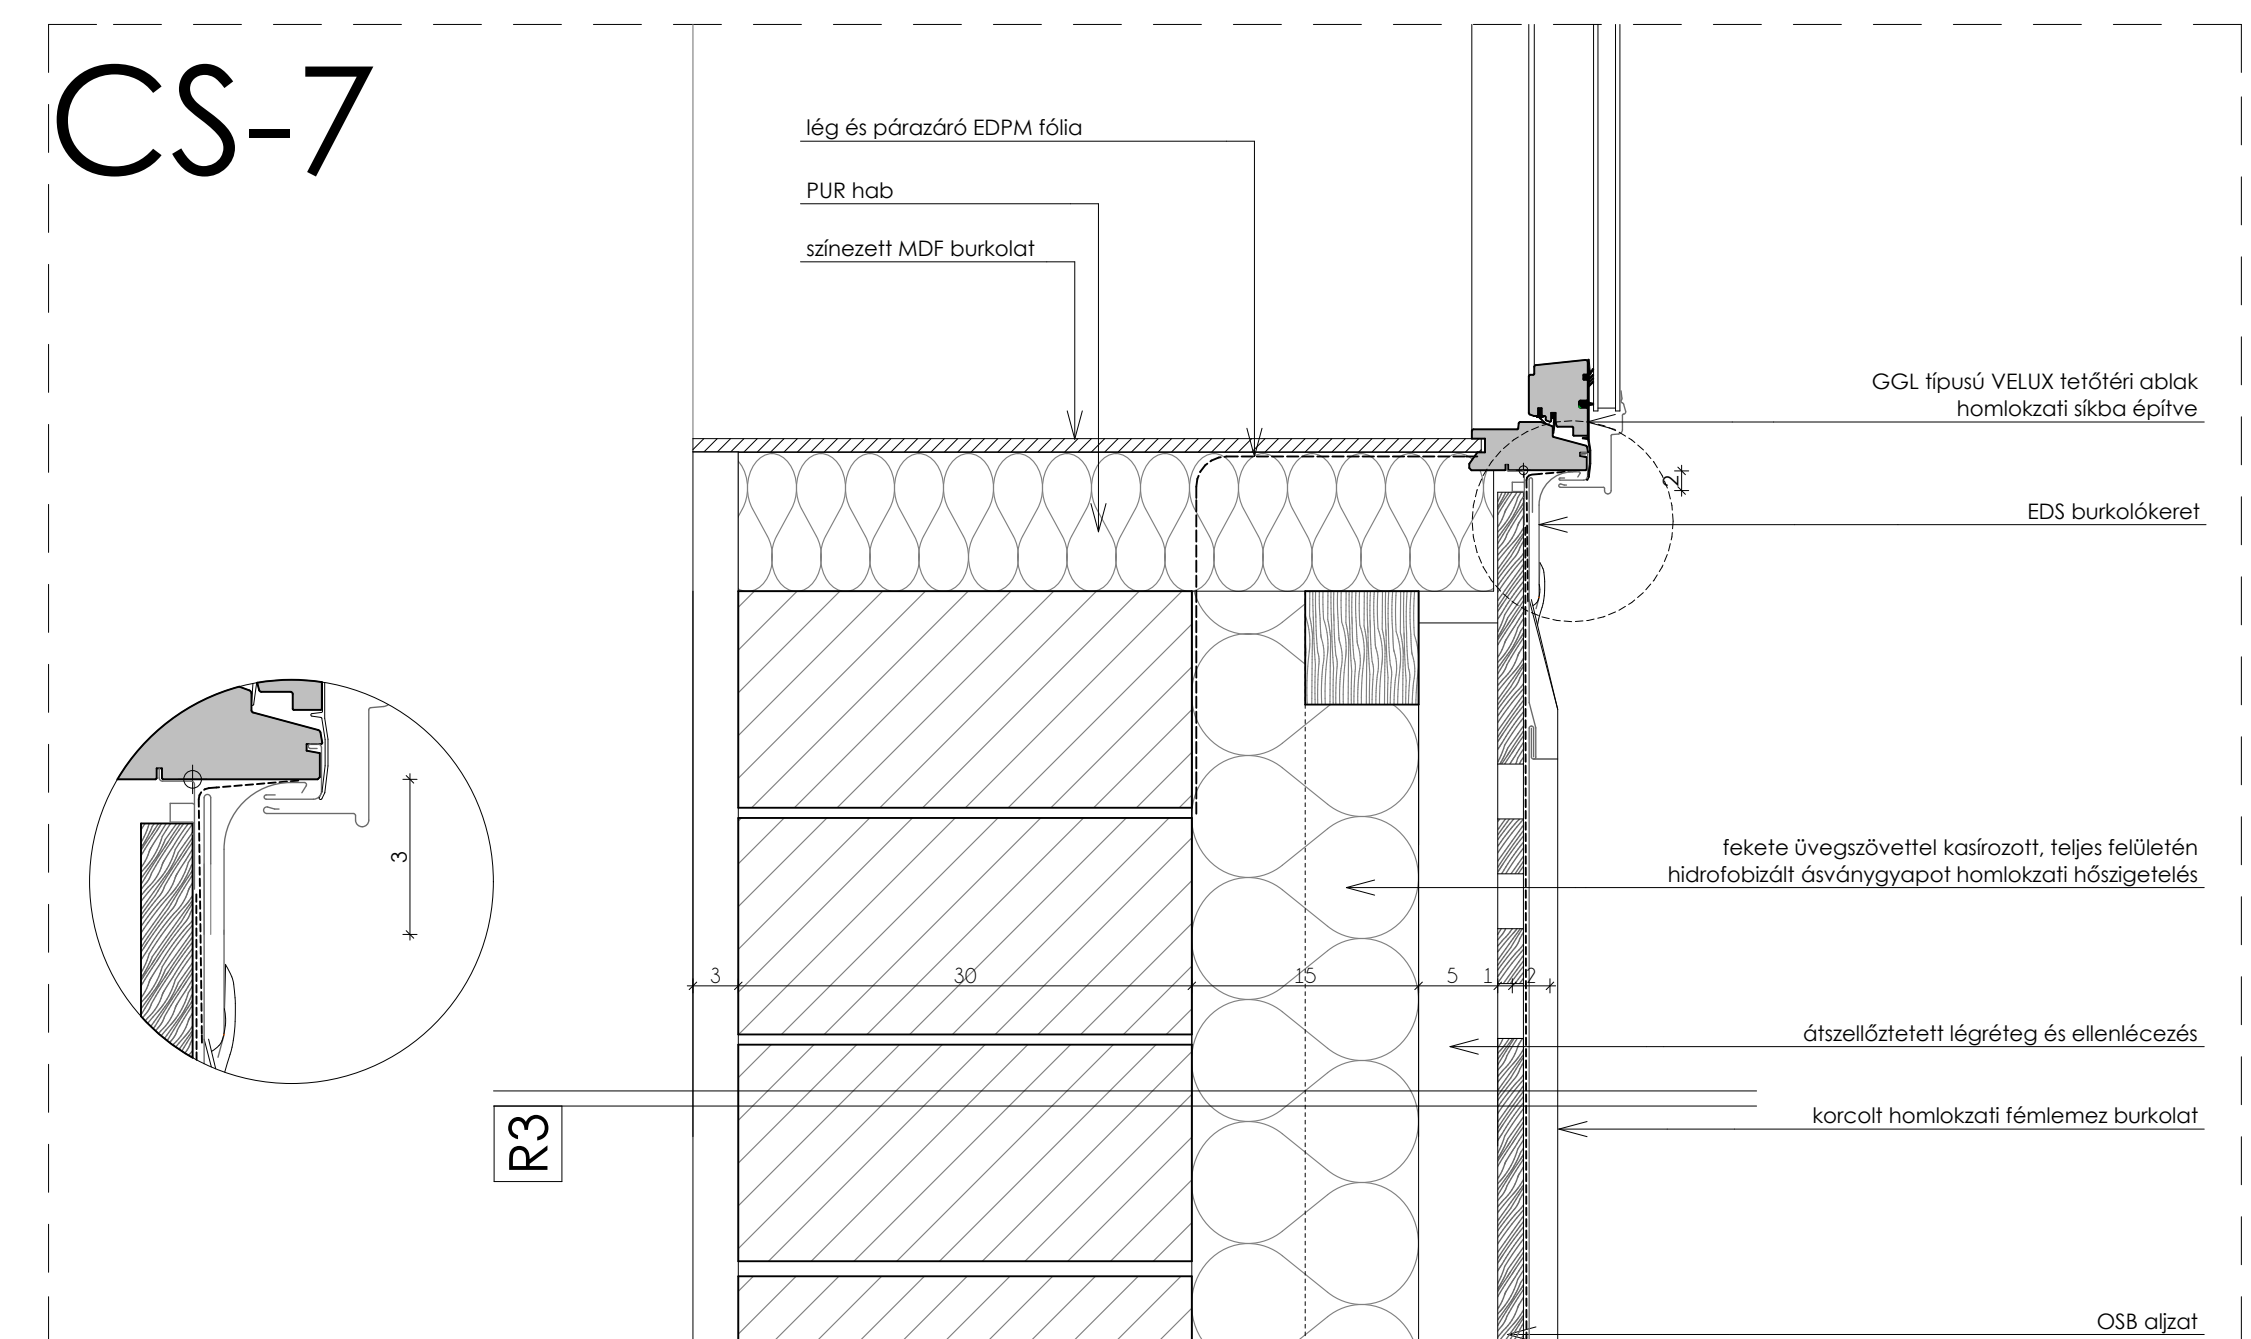 CS-7
lég és párazáró EDPM fólia
PUR hab
színezett MDF burkolat
GGL típusú VELUX tetőtéri ablak
homlokzati síkba építve
2
EDS burkolókeret
3
fekete üvegszövettel kasírozott, teljes felületén
hidrofobizált ásványgyapot homlokzati hőszigetelés
3 30 15 5 1 2
átszellőztetett légréteg és ellenlécezés
korcolt homlokzati fémlemez burkolat
R3
OSB aljzat